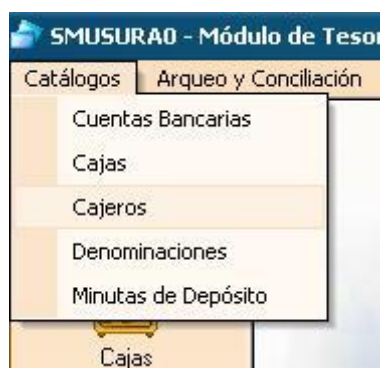 SMUSURA0 - Módulo de Tesor
Catálogos Arqueo y Conciliación
Cuentas Bancarias
Cajas
Cajeros
Denominaciones
Minutas de Depósito
Cajas